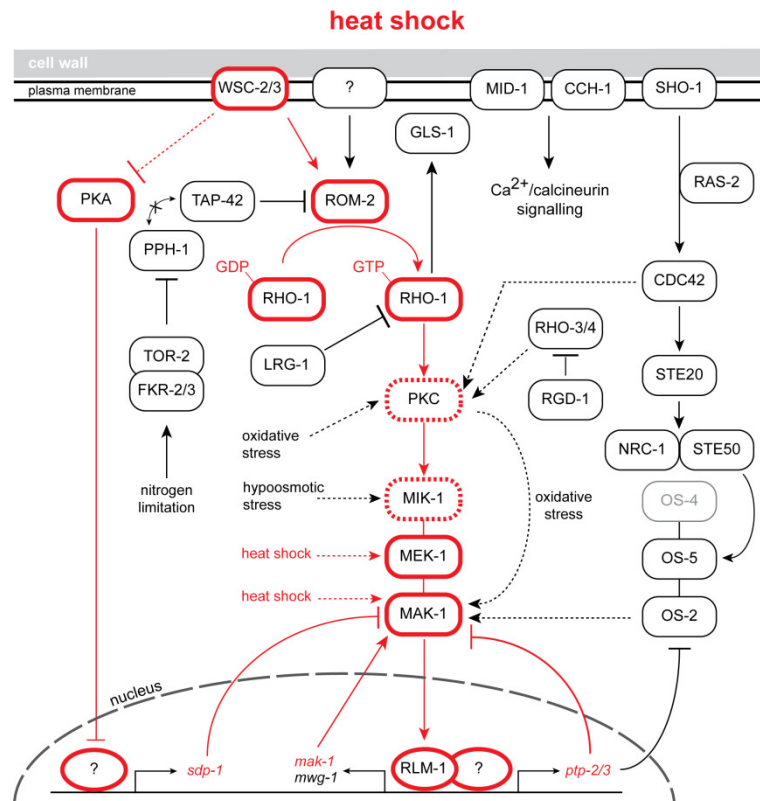 heat shock
cell wall
plasma membrane
WSC-2/3
?
MID-1
CCH-1
SHO-1
GLS-1
RAS-2
Ca2+/calcineurin
signalling
PKA
TAP-42
ROM-2
PPH-1
GDP
GTP
RHO-1
RHO-1
CDC42
LRG-1
RHO-3/4
TOR-2
FKR-2/3
STE20
PKC
RGD-1
oxidative
stress
NRC-1
STE50
nitrogen
limitation
hypoosmotic
stress
MIK-1
oxidative
stress
OS-4
heat shock
MEK-1
OS-5
heat shock
MAK-1
OS-2
nucleus
?
sdp-1
mak-1
mwg-1
RLM-1
?
ptp-2/3